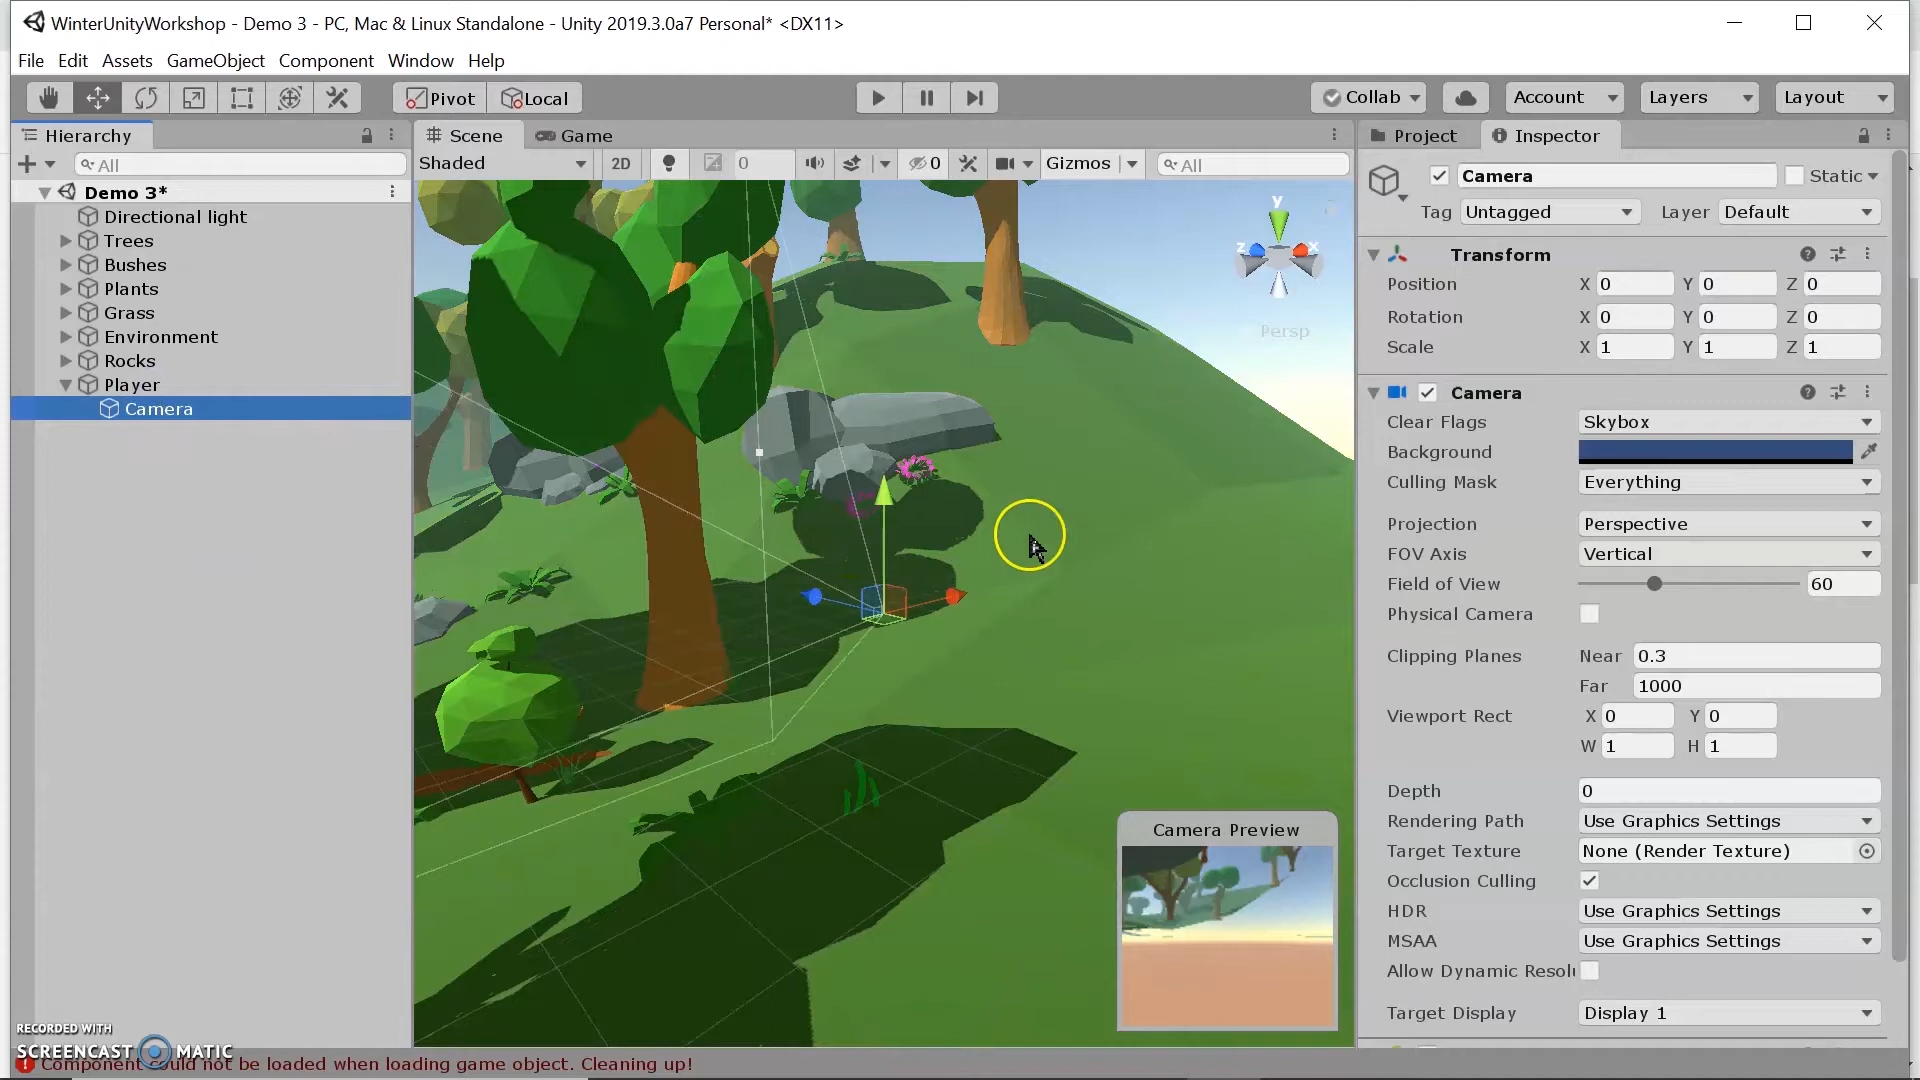 WinterUnityWorkshop - Demo 3 - PC, Mac & Linux Standalone - Unity 2019.3.0a7 Personal* <DX11>
File Edit Assets GameObject Component Window Help
Pivot Local Collab Account Layers Layout
Hierarchy
All
Demo 3*
Directional light
Trees
Bushes
Plants
Grass
Environment
Rocks
Player
Camera
Scene Game
Shaded 2D 0 0 Gizmos All
y
z x
Persp
Camera Preview
Project Inspector
Camera Static
Tag Untagged Layer Default
Transform
Position X 0 Y 0 Z 0
Rotation X 0 Y 0 Z 0
Scale X 1 Y 1 Z 1
Camera
Clear Flags Skybox
Background
Culling Mask Everything
Projection Perspective
FOV Axis Vertical
Field of View 60
Physical Camera
Clipping Planes Near 0.3
Far 1000
Viewport Rect X 0 Y 0
W 1 H 1
Depth 0
Rendering Path Use Graphics Settings
Target Texture None (Render Texture)
Occlusion Culling
HDR Use Graphics Settings
MSAA Use Graphics Settings
Allow Dynamic Resolu
Target Display Display 1
RECORDED WITH
SCREENCAST MATIC
Component could not be loaded when loading game object. Cleaning up!